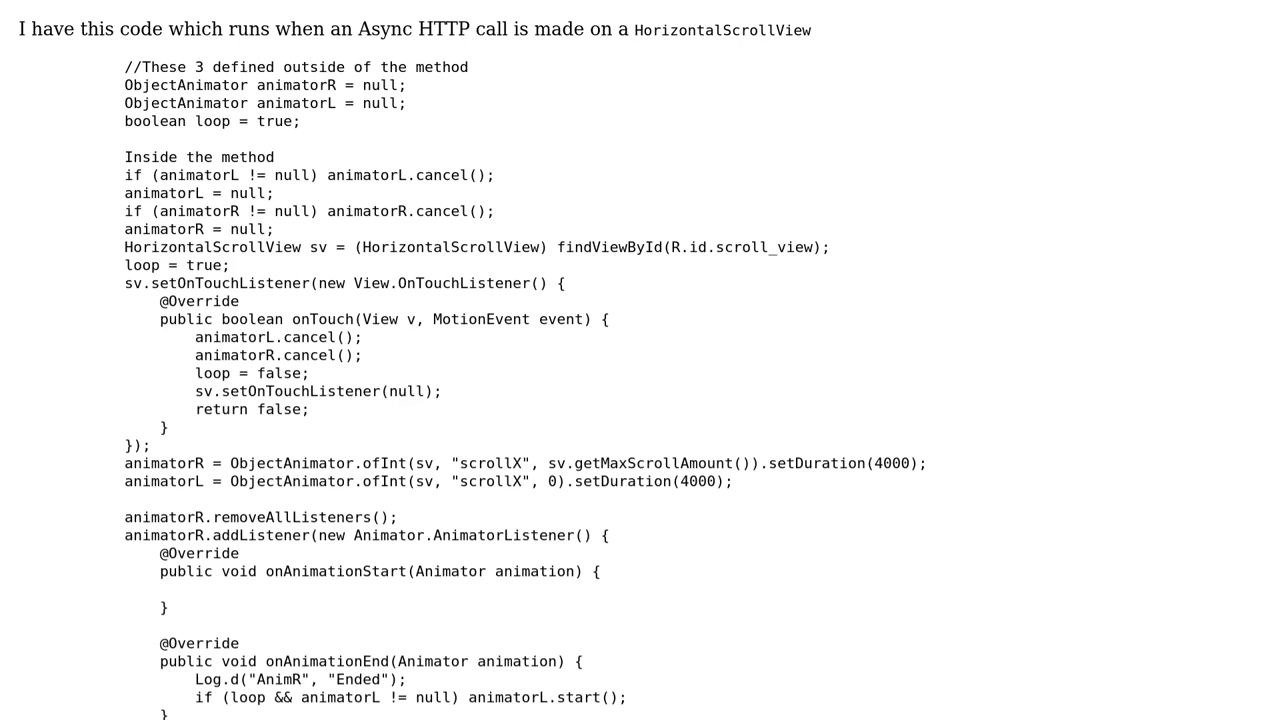 I have this code which runs when an Async HTTP call is made on a HorizontalScrollView
//These 3 defined outside of the method
ObjectAnimator animatorR = null;
ObjectAnimator animatorL = null;
boolean loop = true;
Inside the method
if (animatorL != null) animatorL.cancel();
animatorL = null;
if (animatorR != null) animatorR.cancel();
animatorR = null;
HorizontalScrollView sv = (HorizontalScrollView) findViewById(R.id.scroll_view);
loop = true;
sv.setOnTouchListener(new View.OnTouchListener() {
@Override
public boolean onTouch(View v, MotionEvent event) {
animatorL.cancel();
animatorR.cancel();
loop = false;
sv.setOnTouchListener(null);
return false;
}
});
animatorR = ObjectAnimator.ofInt(sv, "scrollX", sv.getMaxScrollAmount()).setDuration(4000);
animatorL = ObjectAnimator.ofInt(sv, "scrollX", 0).setDuration(4000);
animatorR.removeAllListeners();
animatorR.addListener(new Animator.AnimatorListener() {
@Override
public void onAnimationStart(Animator animation) {
}
@Override
public void onAnimationEnd(Animator animation) {
Log.d("AnimR", "Ended");
if (loop && animatorL != null) animatorL.start();
}